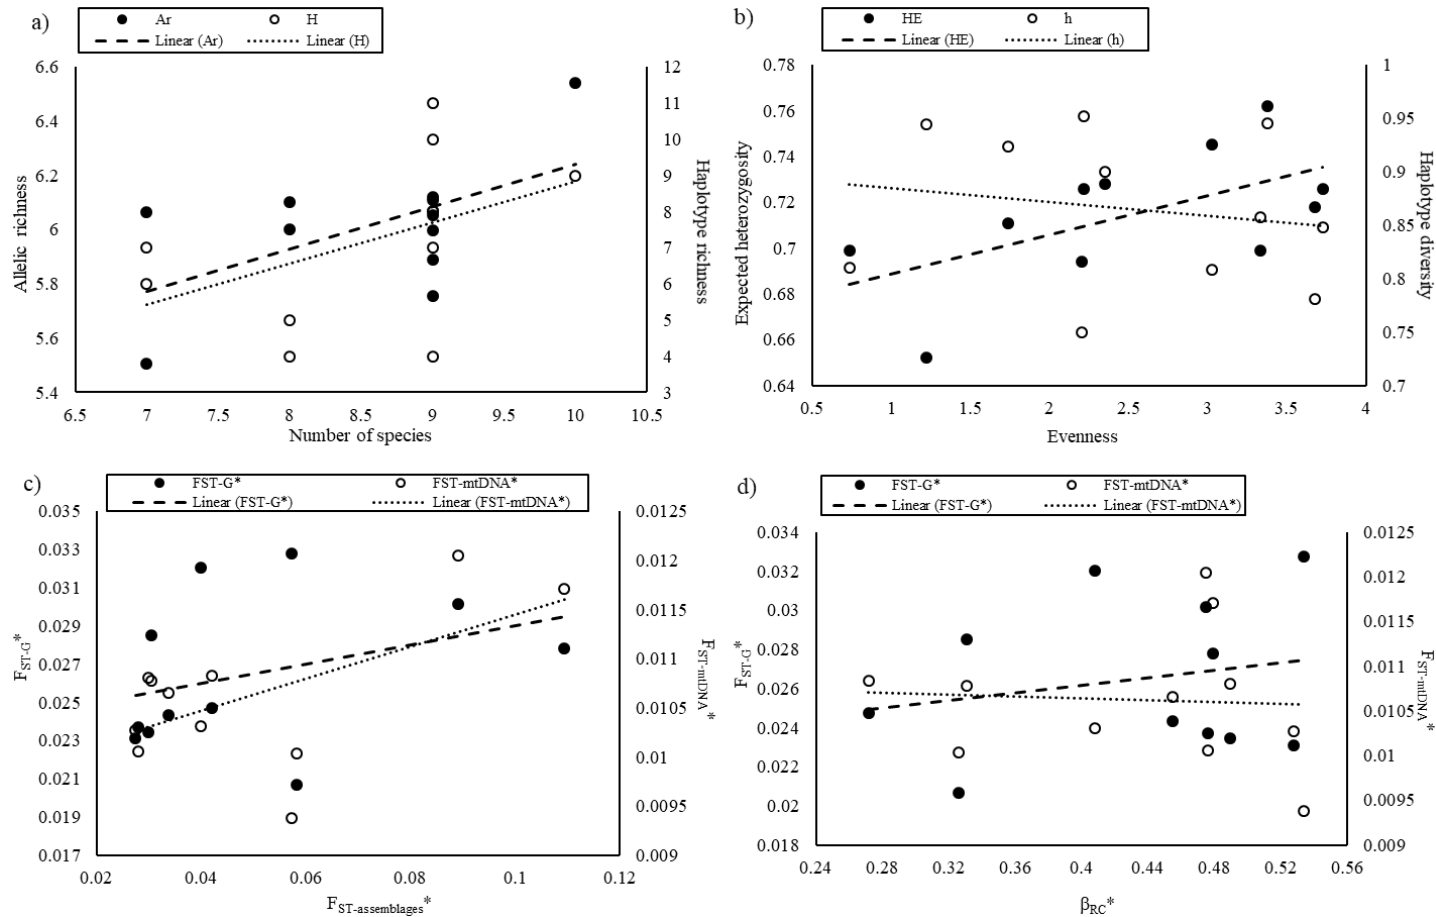 a)
Ar H
Linear (Ar) Linear (H)
6.6
6.4
6.2
6
5.8
5.6
5.4
12
11
10
9
8
7
6
5
4
3
6.5 7 7.5 8 8.5 9 9.5 10 10.5
Allelic richness
Haplotype richness
Number of species
b)
HE h
Linear (HE) Linear (h)
0.78
0.76
0.74
0.72
0.7
0.68
0.66
0.64
1
0.95
0.9
0.85
0.8
0.75
0.7
0.5 1 1.5 2 2.5 3 3.5 4
Expected heterozygosity
Haplotype diversity
Evenness
c)
FST-G* FST-mtDNA*
Linear (FST-G*) Linear (FST-mtDNA*)
0.035
0.033
0.031
0.029
0.027
0.025
0.023
0.021
0.019
0.017
0.0125
0.012
0.0115
0.011
0.0105
0.01
0.0095
0.009
0.02 0.04 0.06 0.08 0.1 0.12
FST-G*
FST-mtDNA*
FST-assemblages*
d)
FST-G* FST-mtDNA*
Linear (FST-G*) Linear (FST-mtDNA*)
0.034
0.032
0.03
0.028
0.026
0.024
0.022
0.02
0.018
0.0125
0.012
0.0115
0.011
0.0105
0.01
0.0095
0.009
0.24 0.28 0.32 0.36 0.4 0.44 0.48 0.52 0.56
FST-G*
FST-mtDNA*
βRC*